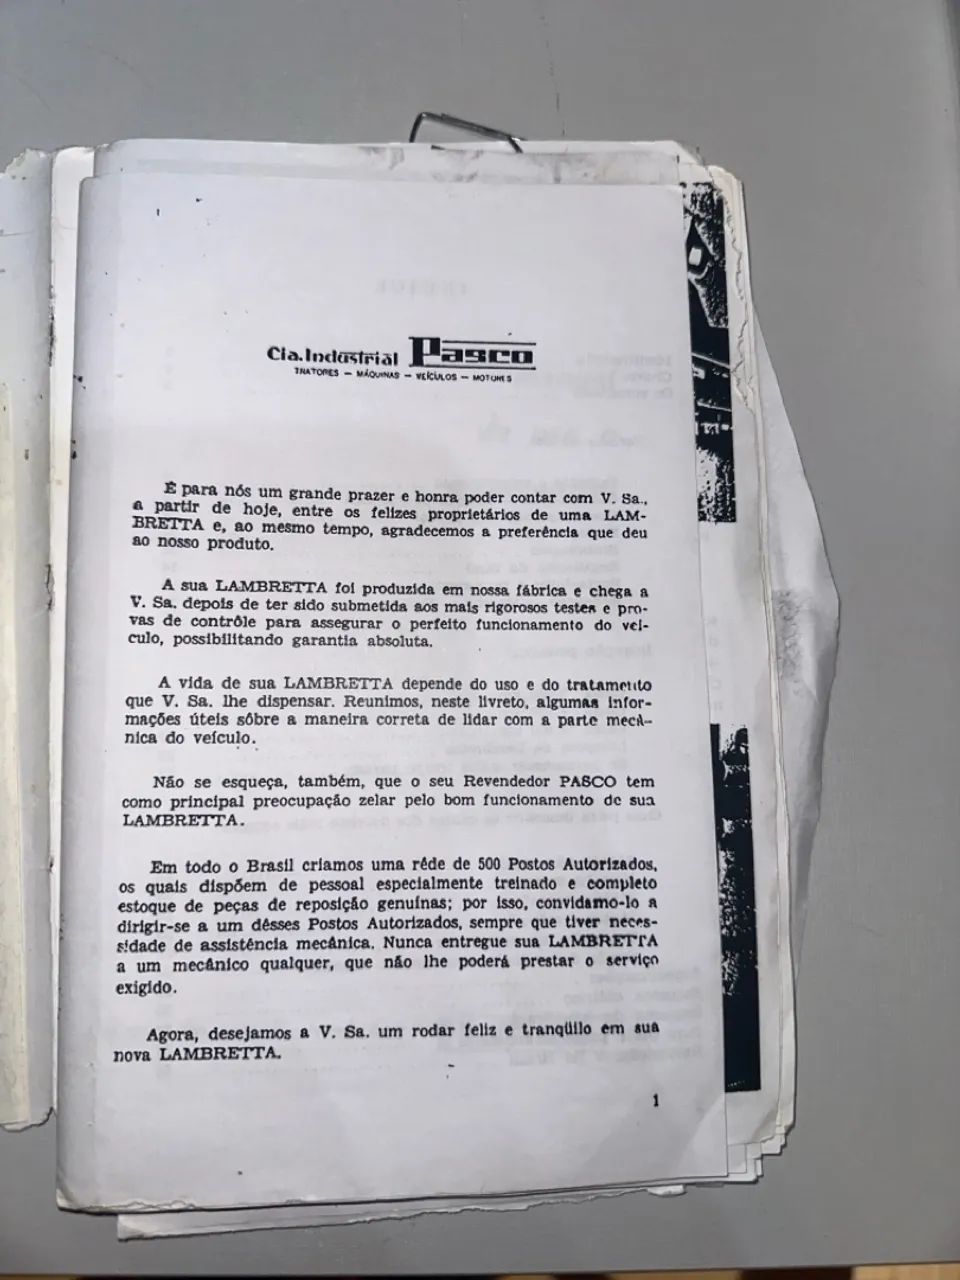 Cia.Industrial Pasco
TRATORES — MÁQUINAS — VEÍCULOS — MOTORES
É para nós um grande prazer e honra poder contar com V. Sa.,
a partir de hoje, entre os felizes proprietários de uma LAM-
BRETTA e, ao mesmo tempo, agradecemos a preferência que deu
ao nosso produto.
A sua LAMBRETTA foi produzida em nossa fábrica e chega a
V. Sa. depois de ter sido submetida aos mais rigorosos testes e pro-
vas de contrôle para assegurar o perfeito funcionamento do veí-
culo, possibilitando garantia absoluta.
A vida de sua LAMBRETTA depende do uso e do tratamento
que V. Sa. lhe dispensar. Reunimos, neste livreto, algumas infor-
mações úteis sôbre a maneira correta de lidar com a parte mecâ-
nica do veículo.
Não se esqueça, também, que o seu Revendedor PASCO tem
como principal preocupação zelar pelo bom funcionamento de sua
LAMBRETTA.
Em todo o Brasil criamos uma rêde de 500 Postos Autorizados,
os quais dispõem de pessoal especialmente treinado e completo
estoque de peças de reposição genuínas; por isso, convidamo-lo a
dirigir-se a um dêsses Postos Autorizados, sempre que tiver neces-
sidade de assistência mecânica. Nunca entregue sua LAMBRETTA
a um mecânico qualquer, que não lhe poderá prestar o serviço
exigido.
Agora, desejamos a V. Sa. um rodar feliz e tranqüilo em sua
nova LAMBRETTA.
1